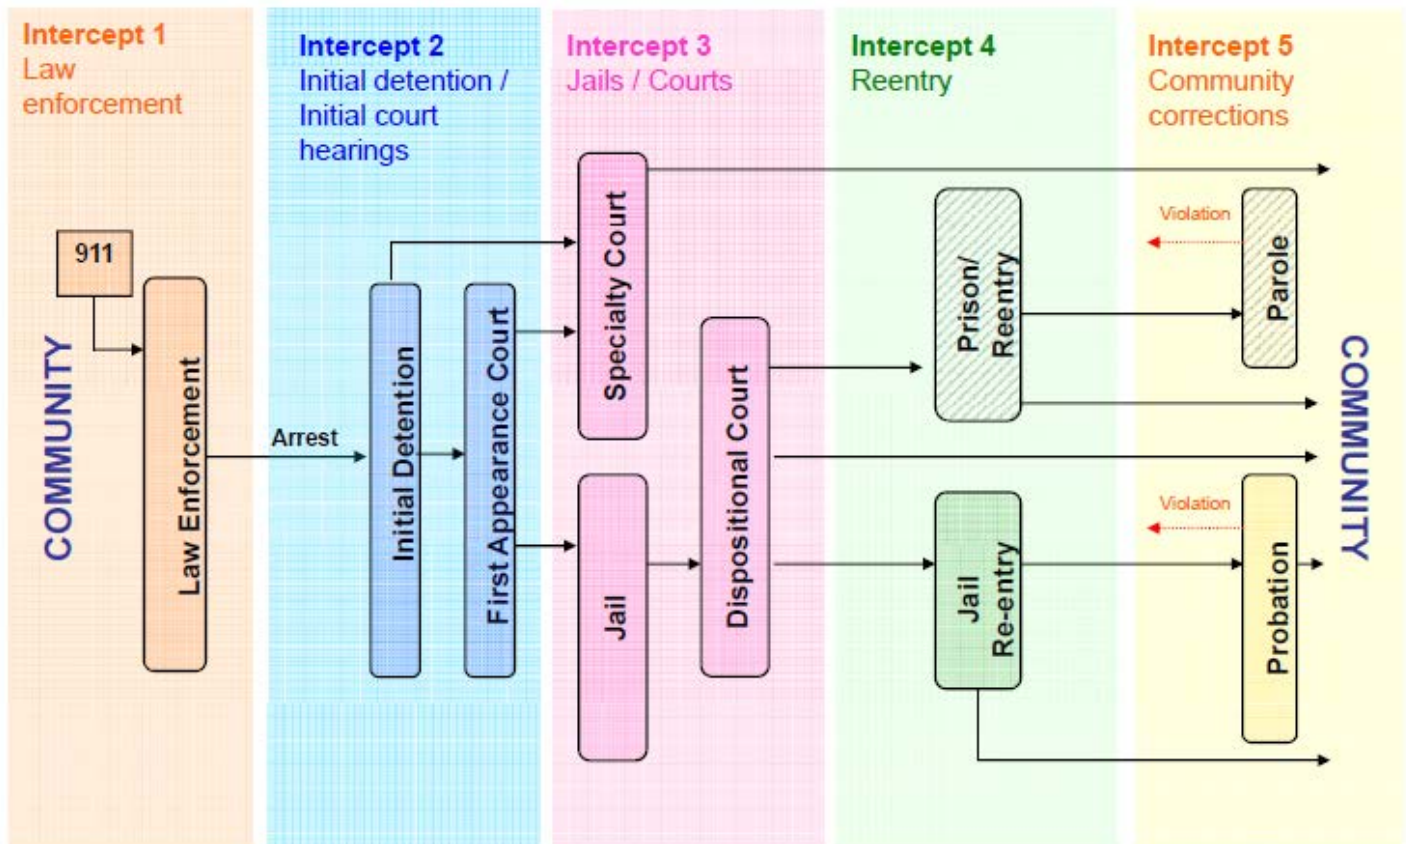 Intercept 1
Law
enforcement
Intercept 2
Initial detention /
Initial court
hearings
Intercept 3
Jails / Courts
Intercept 4
Reentry
Intercept 5
Community
corrections
COMMUNITY
911
Law Enforcement
Arrest
Initial Detention
First Appearance Court
Specialty Court
Jail
Dispositional Court
Prison/
Reentry
Jail
Re-entry
Violation
Parole
Violation
Probation
COMMUNITY